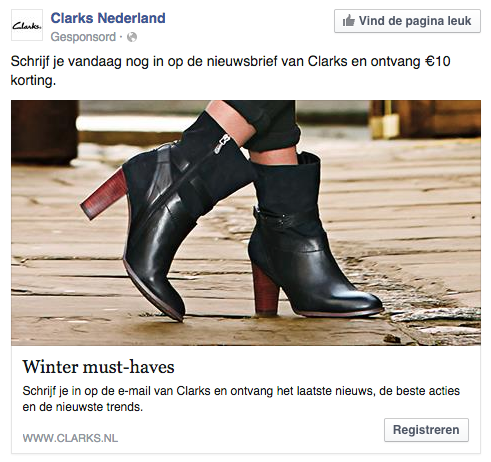 Clarks.
Clarks Nederland
Gesponsord ·
Vind de pagina leuk
Schrijf je vandaag nog in op de nieuwsbrief van Clarks en ontvang €10
korting.
Winter must-haves
Schrijf je in op de e-mail van Clarks en ontvang het laatste nieuws, de beste acties
en de nieuwste trends.
WWW.CLARKS.NL
Registreren